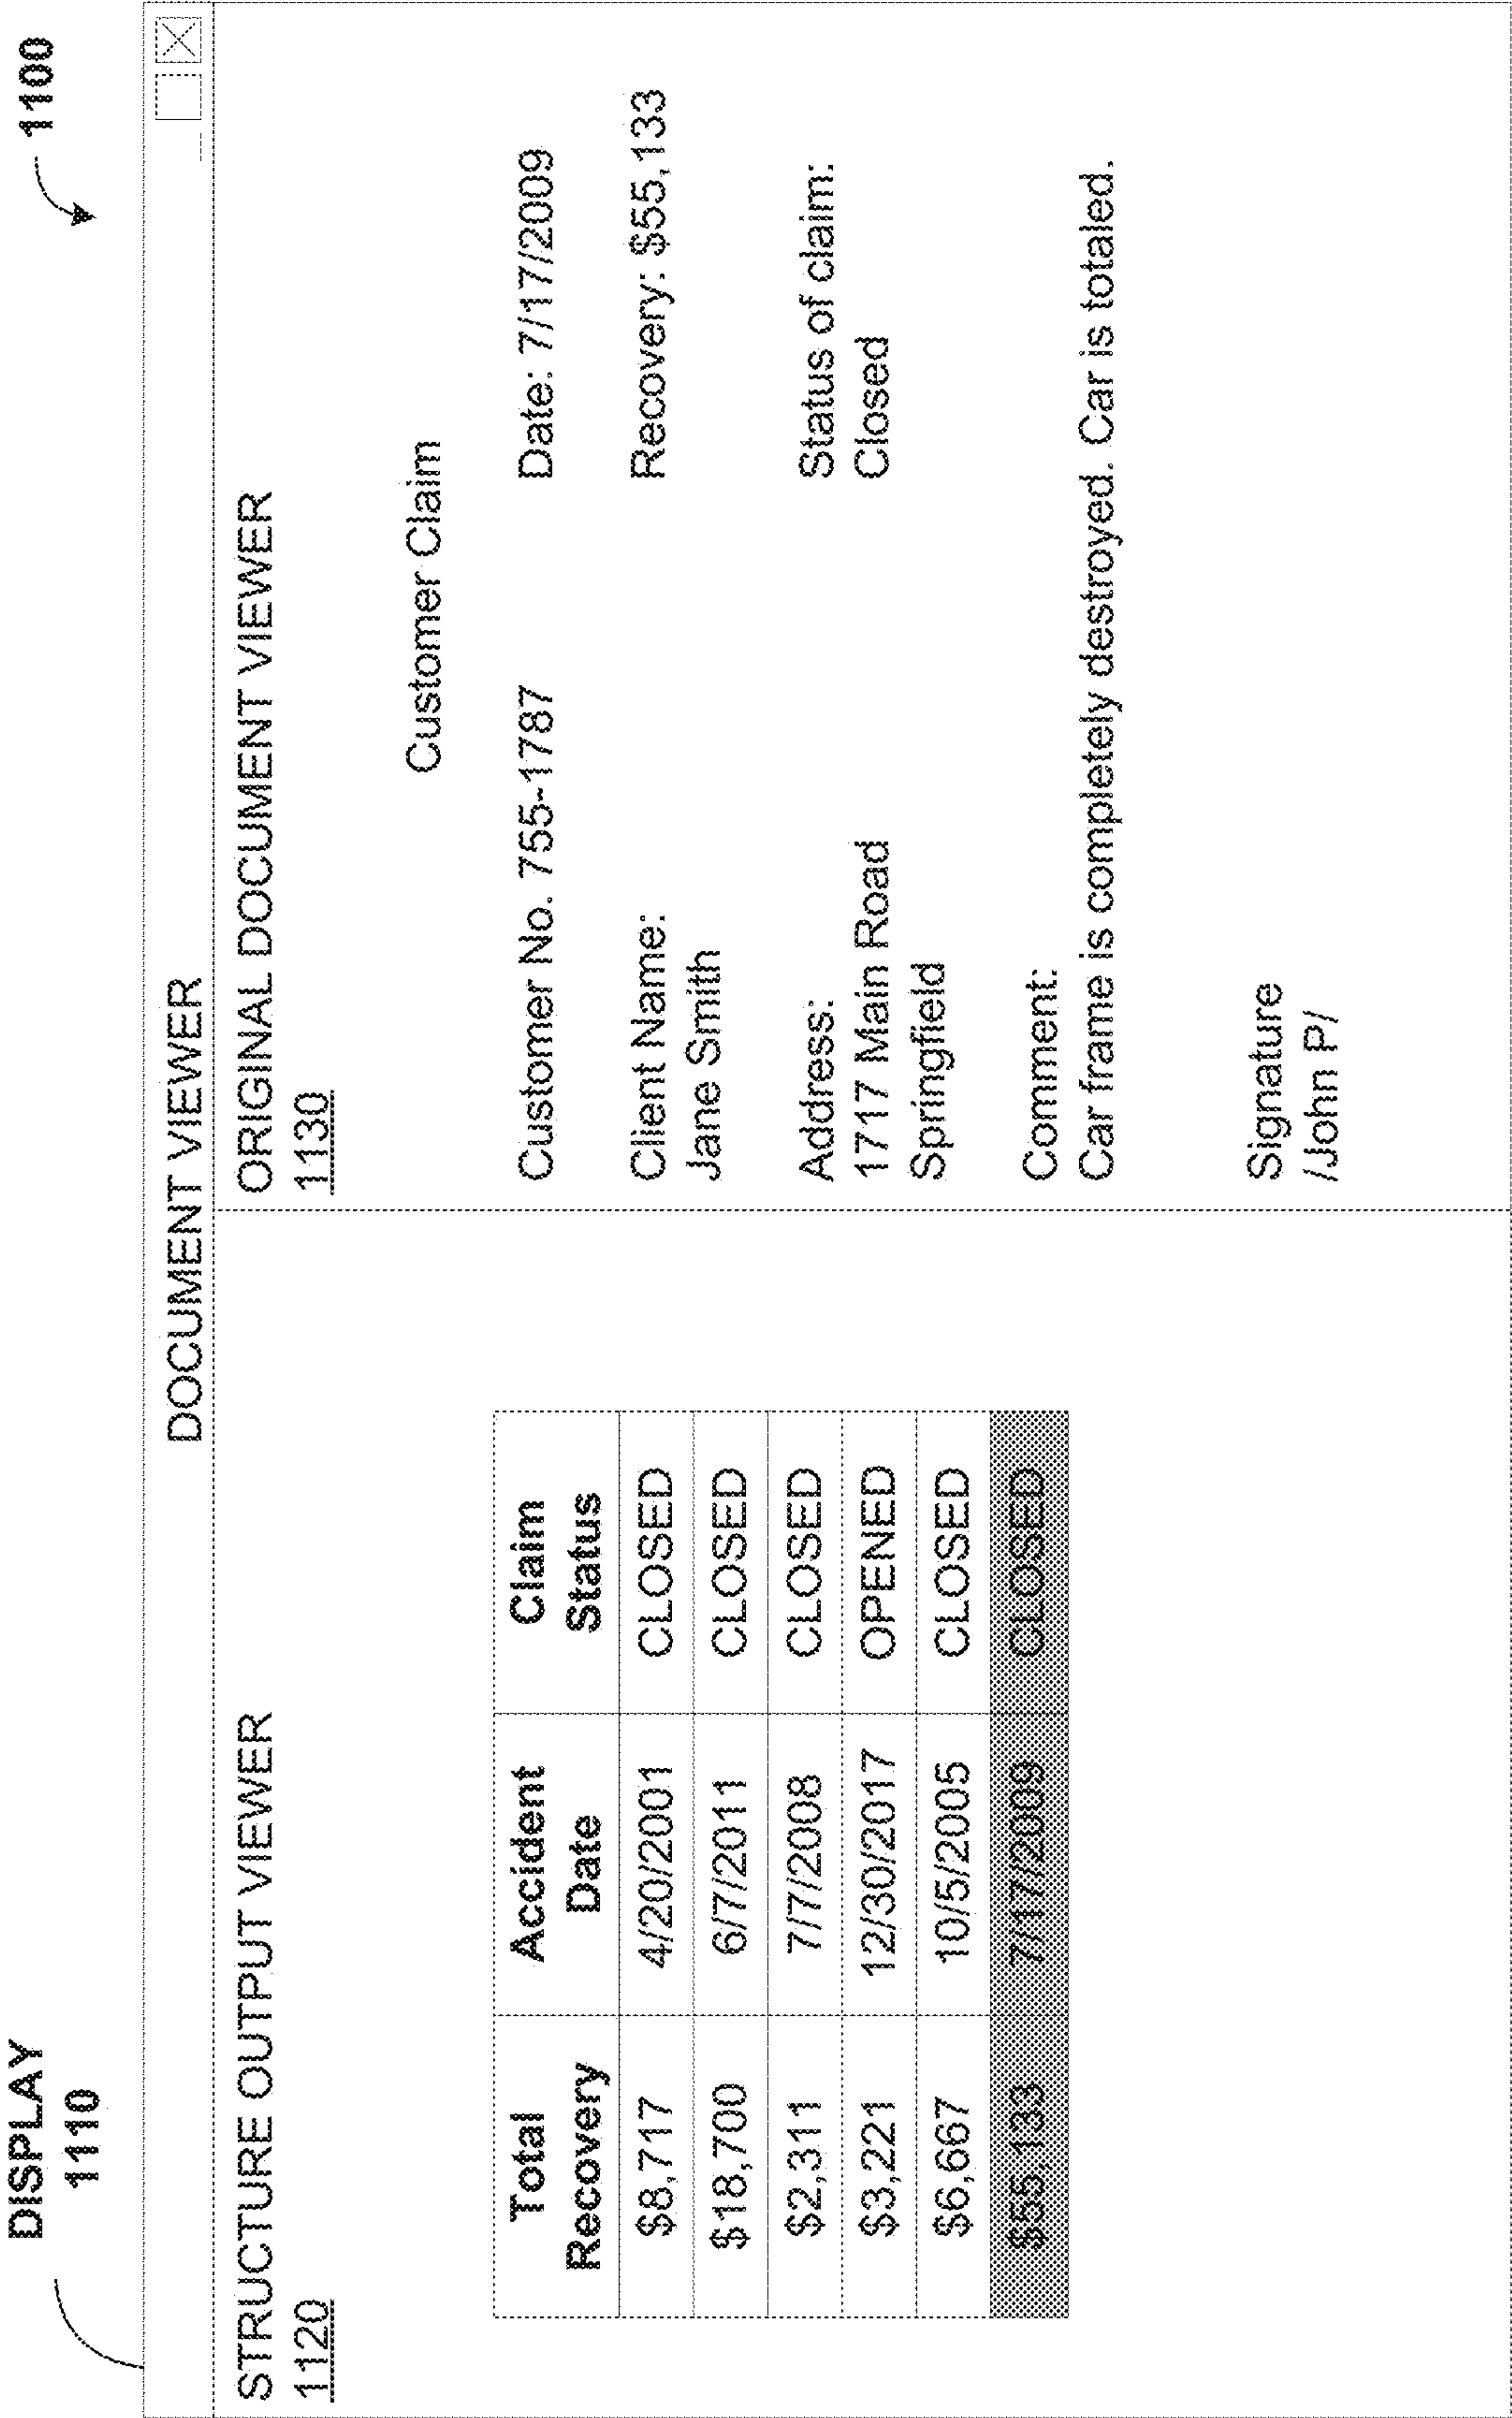 DISPLAY
1110
1100
DOCUMENT VIEWER
STRUCTURE OUTPUT VIEWER
1120
Total Recovery Accident Date Claim Status
$8,717 4/20/2001 CLOSED
$18,700 6/7/2011 CLOSED
$2,311 7/7/2008 CLOSED
$3,221 12/30/2017 OPENED
$6,667 10/5/2005 CLOSED
$55,133 7/17/2009 CLOSED
ORIGINAL DOCUMENT VIEWER
1130
Customer Claim
Customer No. 755-1787 Date: 7/17/2009
Client Name: Recovery: $55,133
Jane Smith
Address: Status of claim:
1717 Main Road Closed
Springfield
Comment:
Car frame is completely destroyed. Car is totaled.
Signature
/John P/